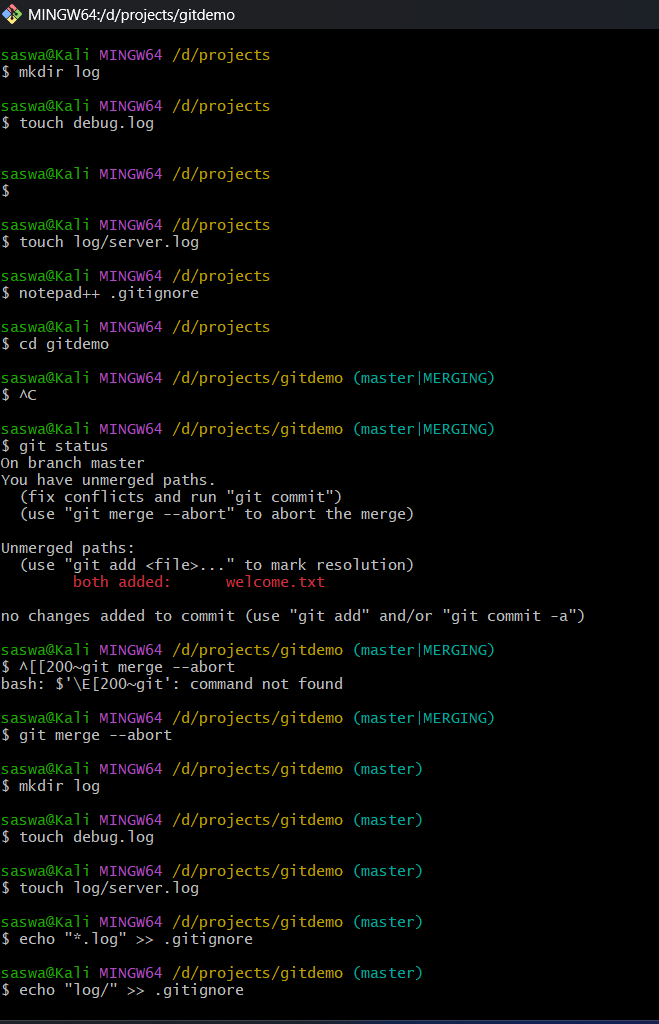 MINGW64:/d/projects/gitdemo
saswa@Kali MINGW64 /d/projects
$ mkdir log
saswa@Kali MINGW64 /d/projects
$ touch debug.log
saswa@Kali MINGW64 /d/projects
$
saswa@Kali MINGW64 /d/projects
$ touch log/server.log
saswa@Kali MINGW64 /d/projects
$ notepad++ .gitignore
saswa@Kali MINGW64 /d/projects
$ cd gitdemo
saswa@Kali MINGW64 /d/projects/gitdemo (master|MERGING)
$ ^C
saswa@Kali MINGW64 /d/projects/gitdemo (master|MERGING)
$ git status
On branch master
You have unmerged paths.
  (fix conflicts and run "git commit")
  (use "git merge --abort" to abort the merge)
Unmerged paths:
  (use "git add <file>..." to mark resolution)
        both added:      welcome.txt
no changes added to commit (use "git add" and/or "git commit -a")
saswa@Kali MINGW64 /d/projects/gitdemo (master|MERGING)
$ ^[[200~git merge --abort
bash: $'\E[200~git': command not found
saswa@Kali MINGW64 /d/projects/gitdemo (master|MERGING)
$ git merge --abort
saswa@Kali MINGW64 /d/projects/gitdemo (master)
$ mkdir log
saswa@Kali MINGW64 /d/projects/gitdemo (master)
$ touch debug.log
saswa@Kali MINGW64 /d/projects/gitdemo (master)
$ touch log/server.log
saswa@Kali MINGW64 /d/projects/gitdemo (master)
$ echo "*.log" >> .gitignore
saswa@Kali MINGW64 /d/projects/gitdemo (master)
$ echo "log/" >> .gitignore